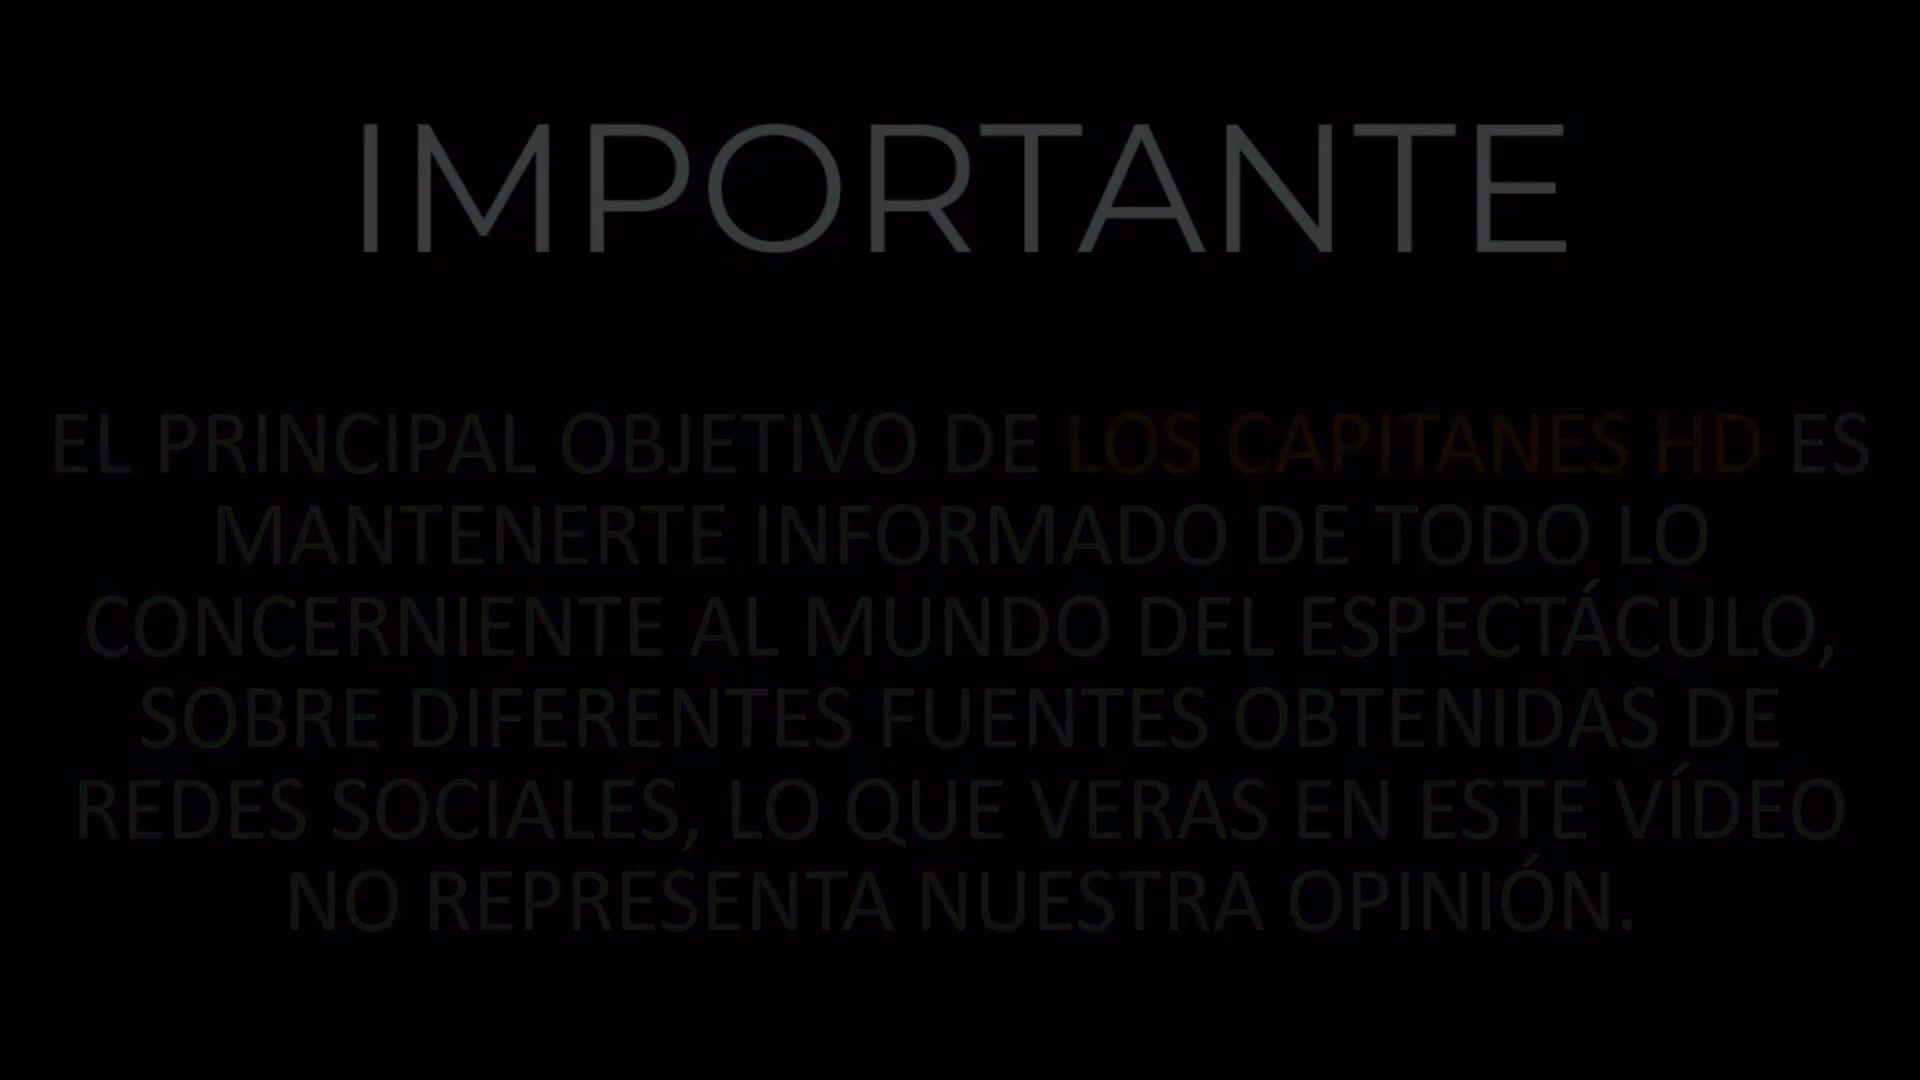 IMPORTANTE
EL PRINCIPAL OBJETIVO DE LOS CAPITANES HD ES
MANTENERTE INFORMADO DE TODO LO
CONCERNIENTE AL MUNDO DEL ESPECTÁCULO,
SOBRE DIFERENTES FUENTES OBTENIDAS DE
REDES SOCIALES, LO QUE VERAS EN ESTE VÍDEO
NO REPRESENTA NUESTRA OPINIÓN.